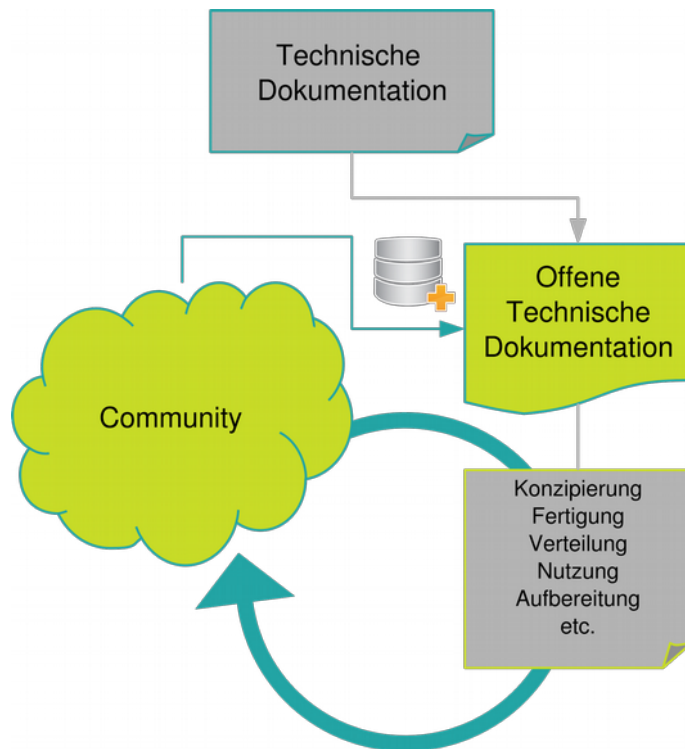 Technische
Dokumentation
Offene
Technische
Dokumentation
Community
Konzipierung
Fertigung
Verteilung
Nutzung
Aufbereitung
etc.